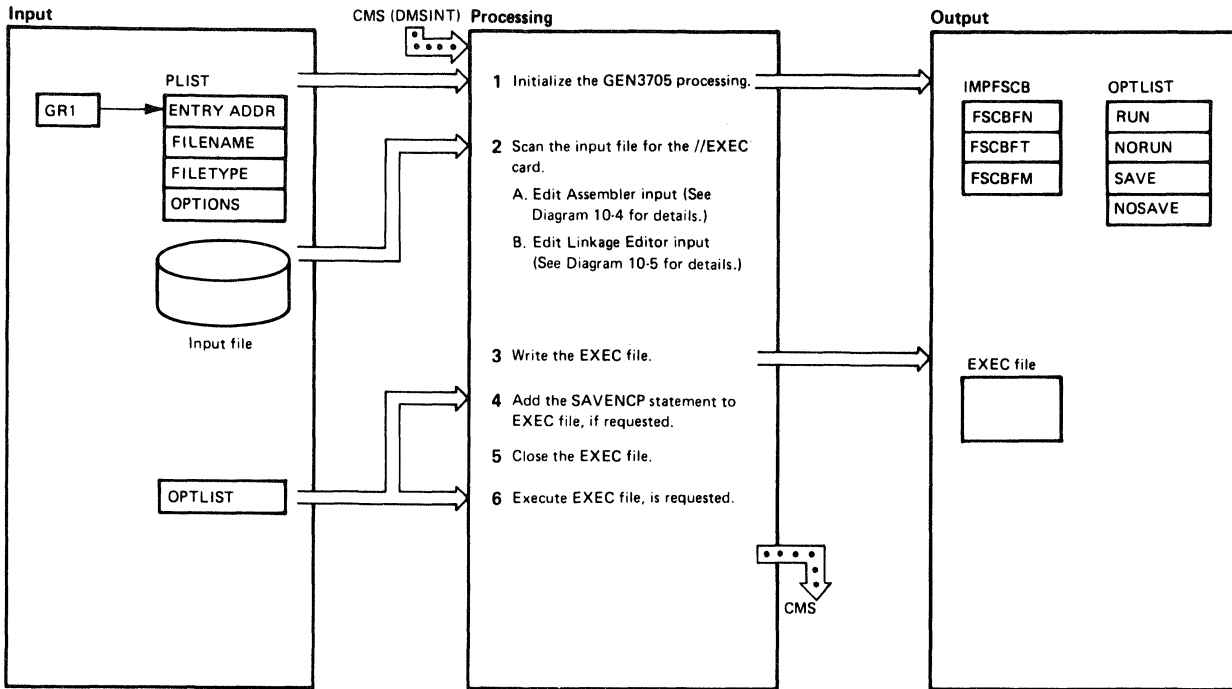 Input
CMS (DMSINT)
Processing
Output
PLIST
GR1
ENTRY ADDR
FILENAME
FILETYPE
OPTIONS
Input file
OPTLIST
1 Initialize the GEN3705 processing.
2 Scan the input file for the //EXEC
card.
A. Edit Assembler input (See
Diagram 10-4 for details.)
B. Edit Linkage Editor input
(See Diagram 10-5 for details.)
3 Write the EXEC file.
4 Add the SAVENCP statement to
EXEC file, if requested.
5 Close the EXEC file.
6 Execute EXEC file, is requested.
CMS
IMPFSCB
FSCBFN
FSCBFT
FSCBFM
OPTLIST
RUN
NORUN
SAVE
NOSAVE
EXEC file